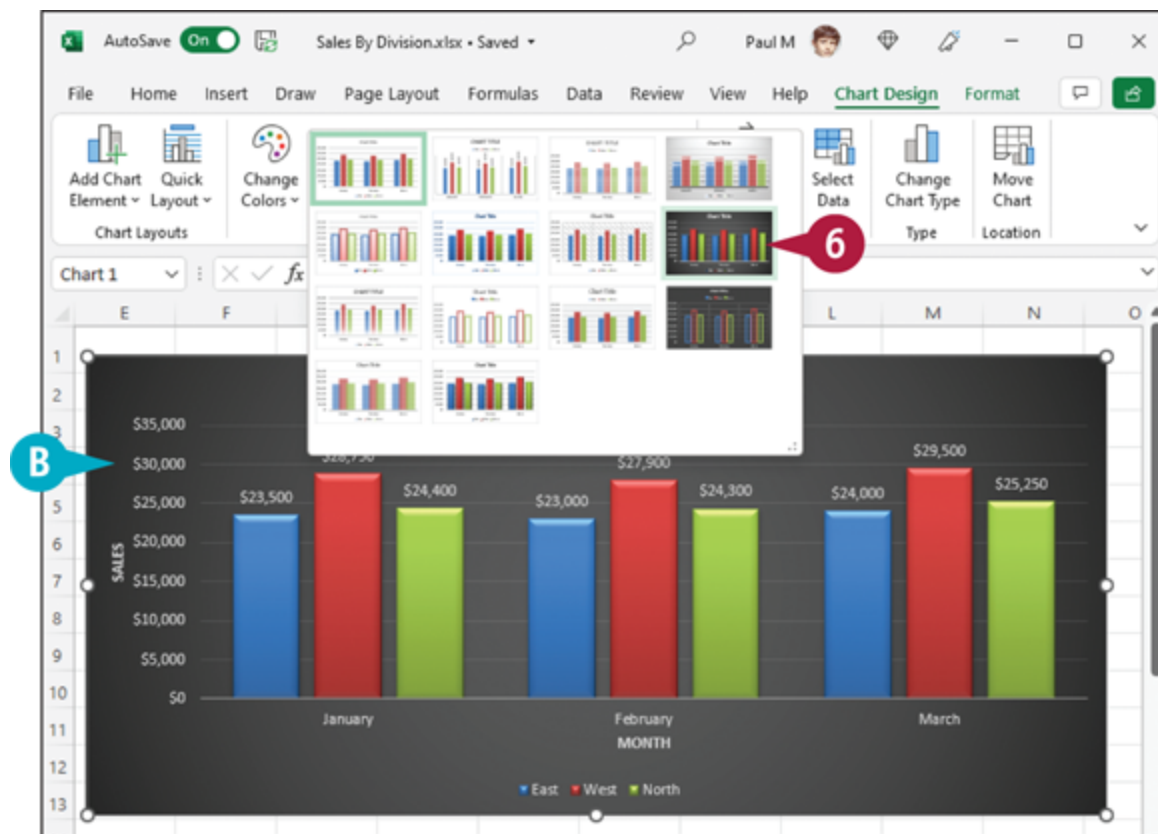 AutoSave On Sales By Division.xlsx • Saved Paul M
File Home Insert Draw Page Layout Formulas Data Review View Help Chart Design Format
Add Chart Quick Change Select Change Move
Element Layout Colors Data Chart Type Chart
Chart Layouts Type Location
6
Chart 1 fx
E F L M N O
1
2
3
$35,000
B $30,000
$27,900 $29,500
5 $25,000 $23,500 $24,400 $23,000 $24,300 $24,000 $25,250
6 $20,000
SALES
7 $15,000
8 $10,000
9 $5,000
10 $0
11 January February March
MONTH
12
13 East West North